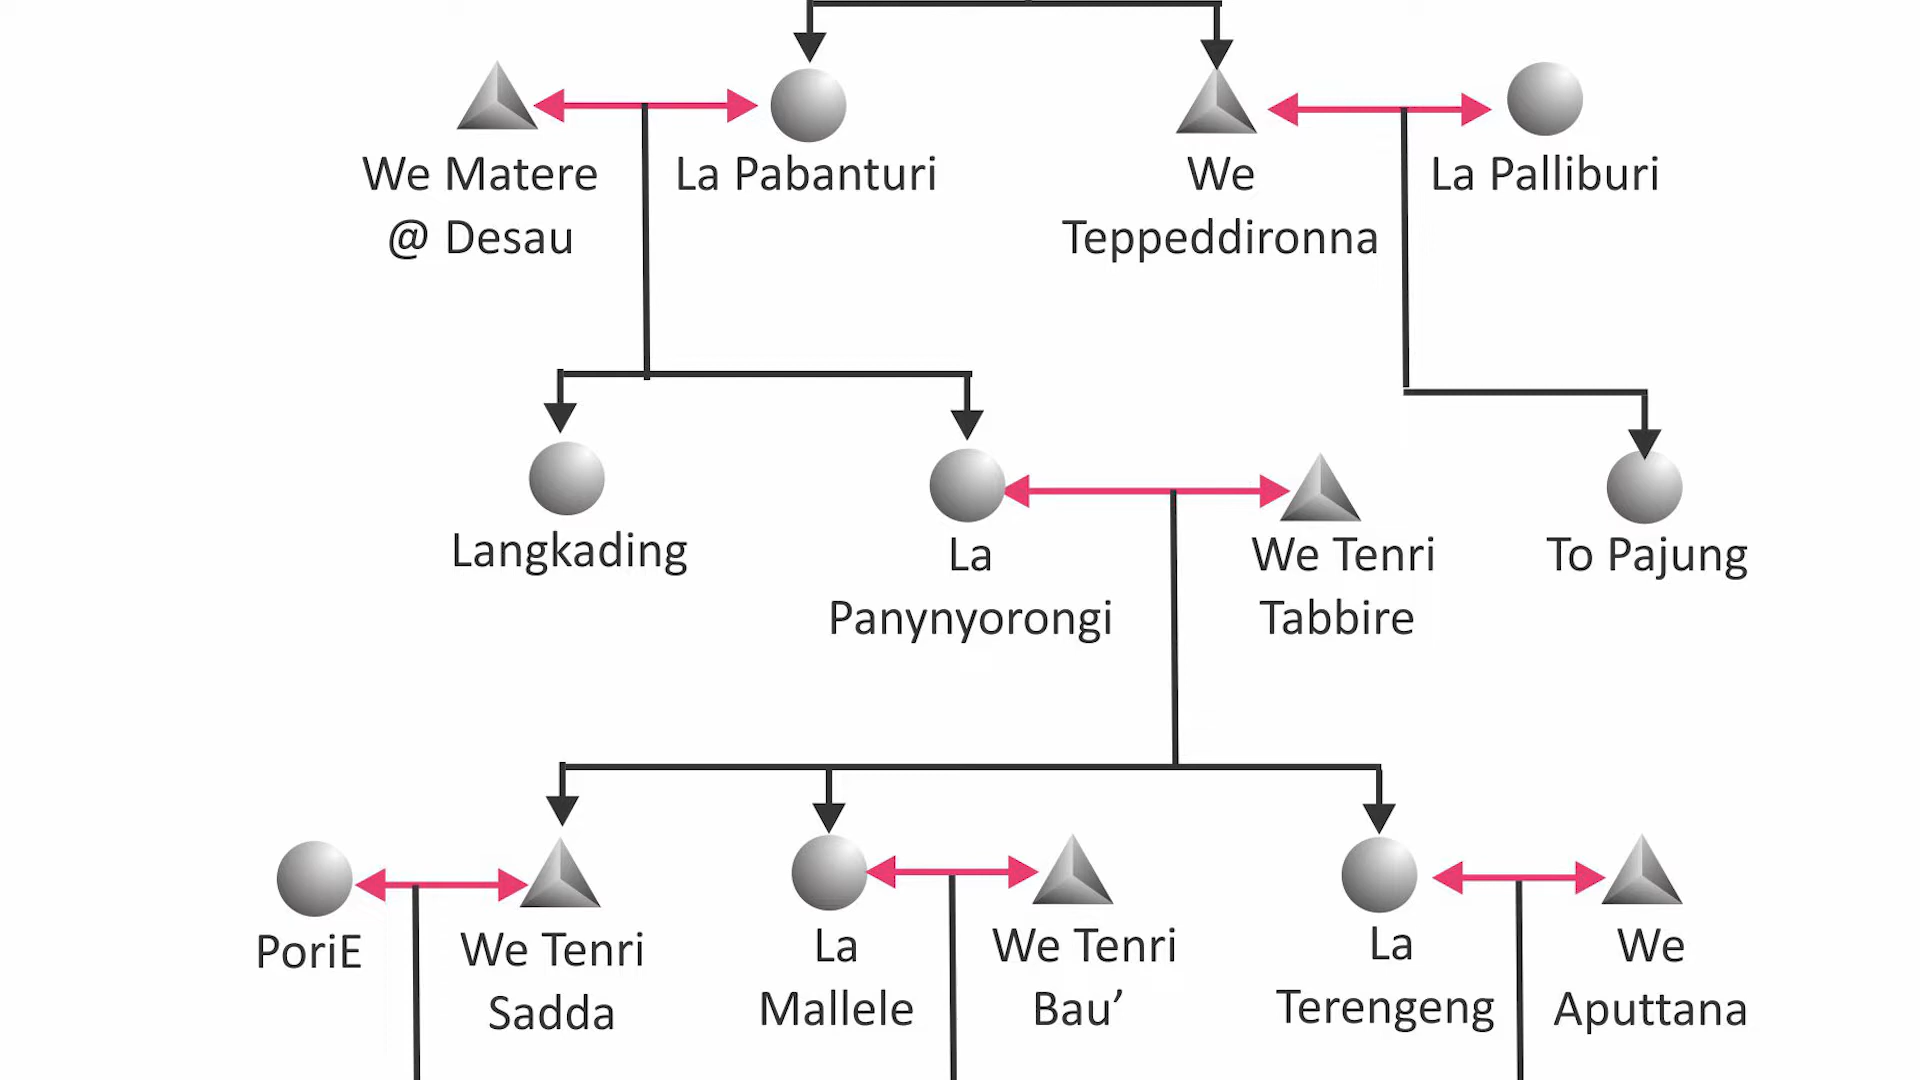 We Matere
@ Desau
La Pabanturi
We
Teppeddironna
La Palliburi
Langkading
La
Panynyorongi
We Tenri
Tabbire
To Pajung
PoriE
We Tenri
Sadda
La
Mallele
We Tenri
Bau’
La
Terengeng
We
Aputtana